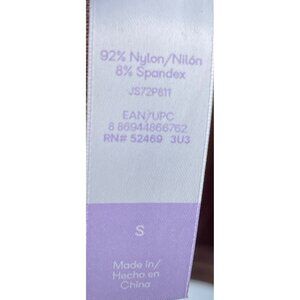 92% Nylon/Nilón
8% Spandex
JS72P811
EAN/UPC
8 86944866762
RN# 52469 3U3
S
Made in/
Hecho en
China